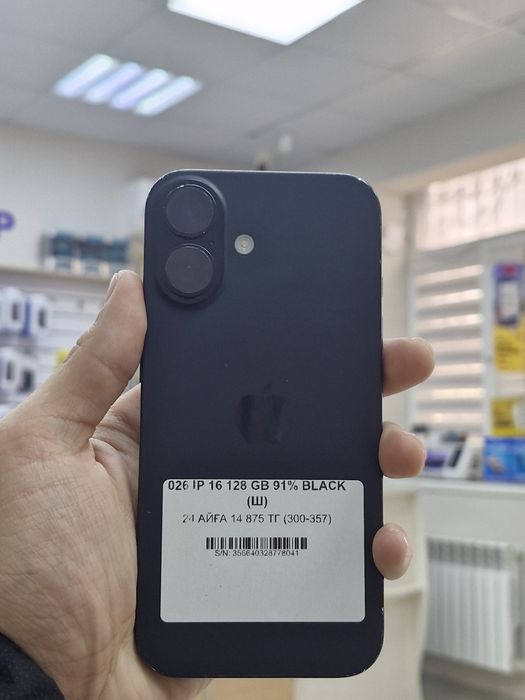 026 IP 16 128 GB 91% BLACK
(Ш)
24 АЙҒА 14 875 ТГ (300-357)
S/N: 356640328778041